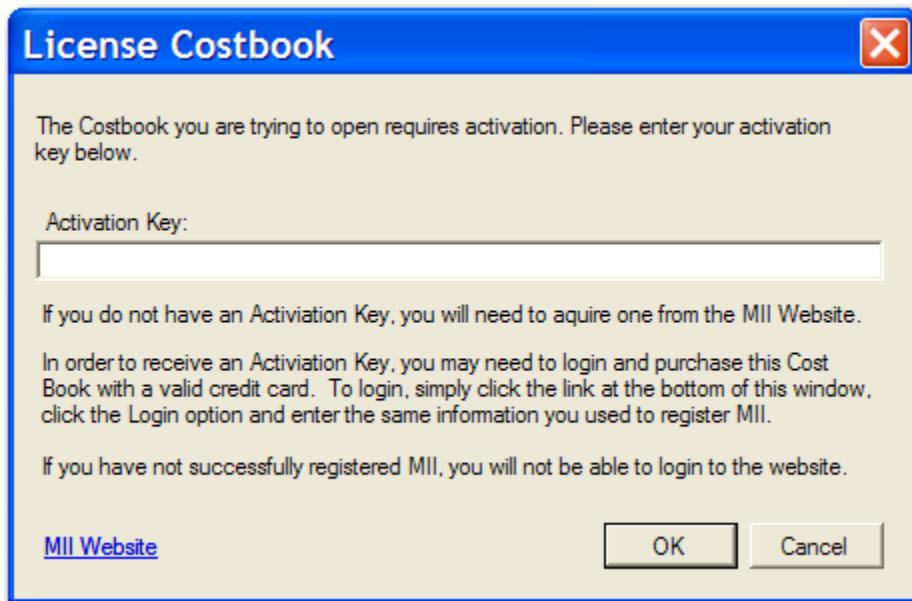 License Costbook
The Costbook you are trying to open requires activation. Please enter your activation
key below.
Activation Key:
If you do not have an Activiation Key, you will need to aquire one from the MII Website.
In order to receive an Activiation Key, you may need to login and purchase this Cost
Book with a valid credit card.  To login, simply click the link at the bottom of this window,
click the Login option and enter the same information you used to register MII.
If you have not successfully registered MII, you will not be able to login to the website.
MII Website
OK
Cancel